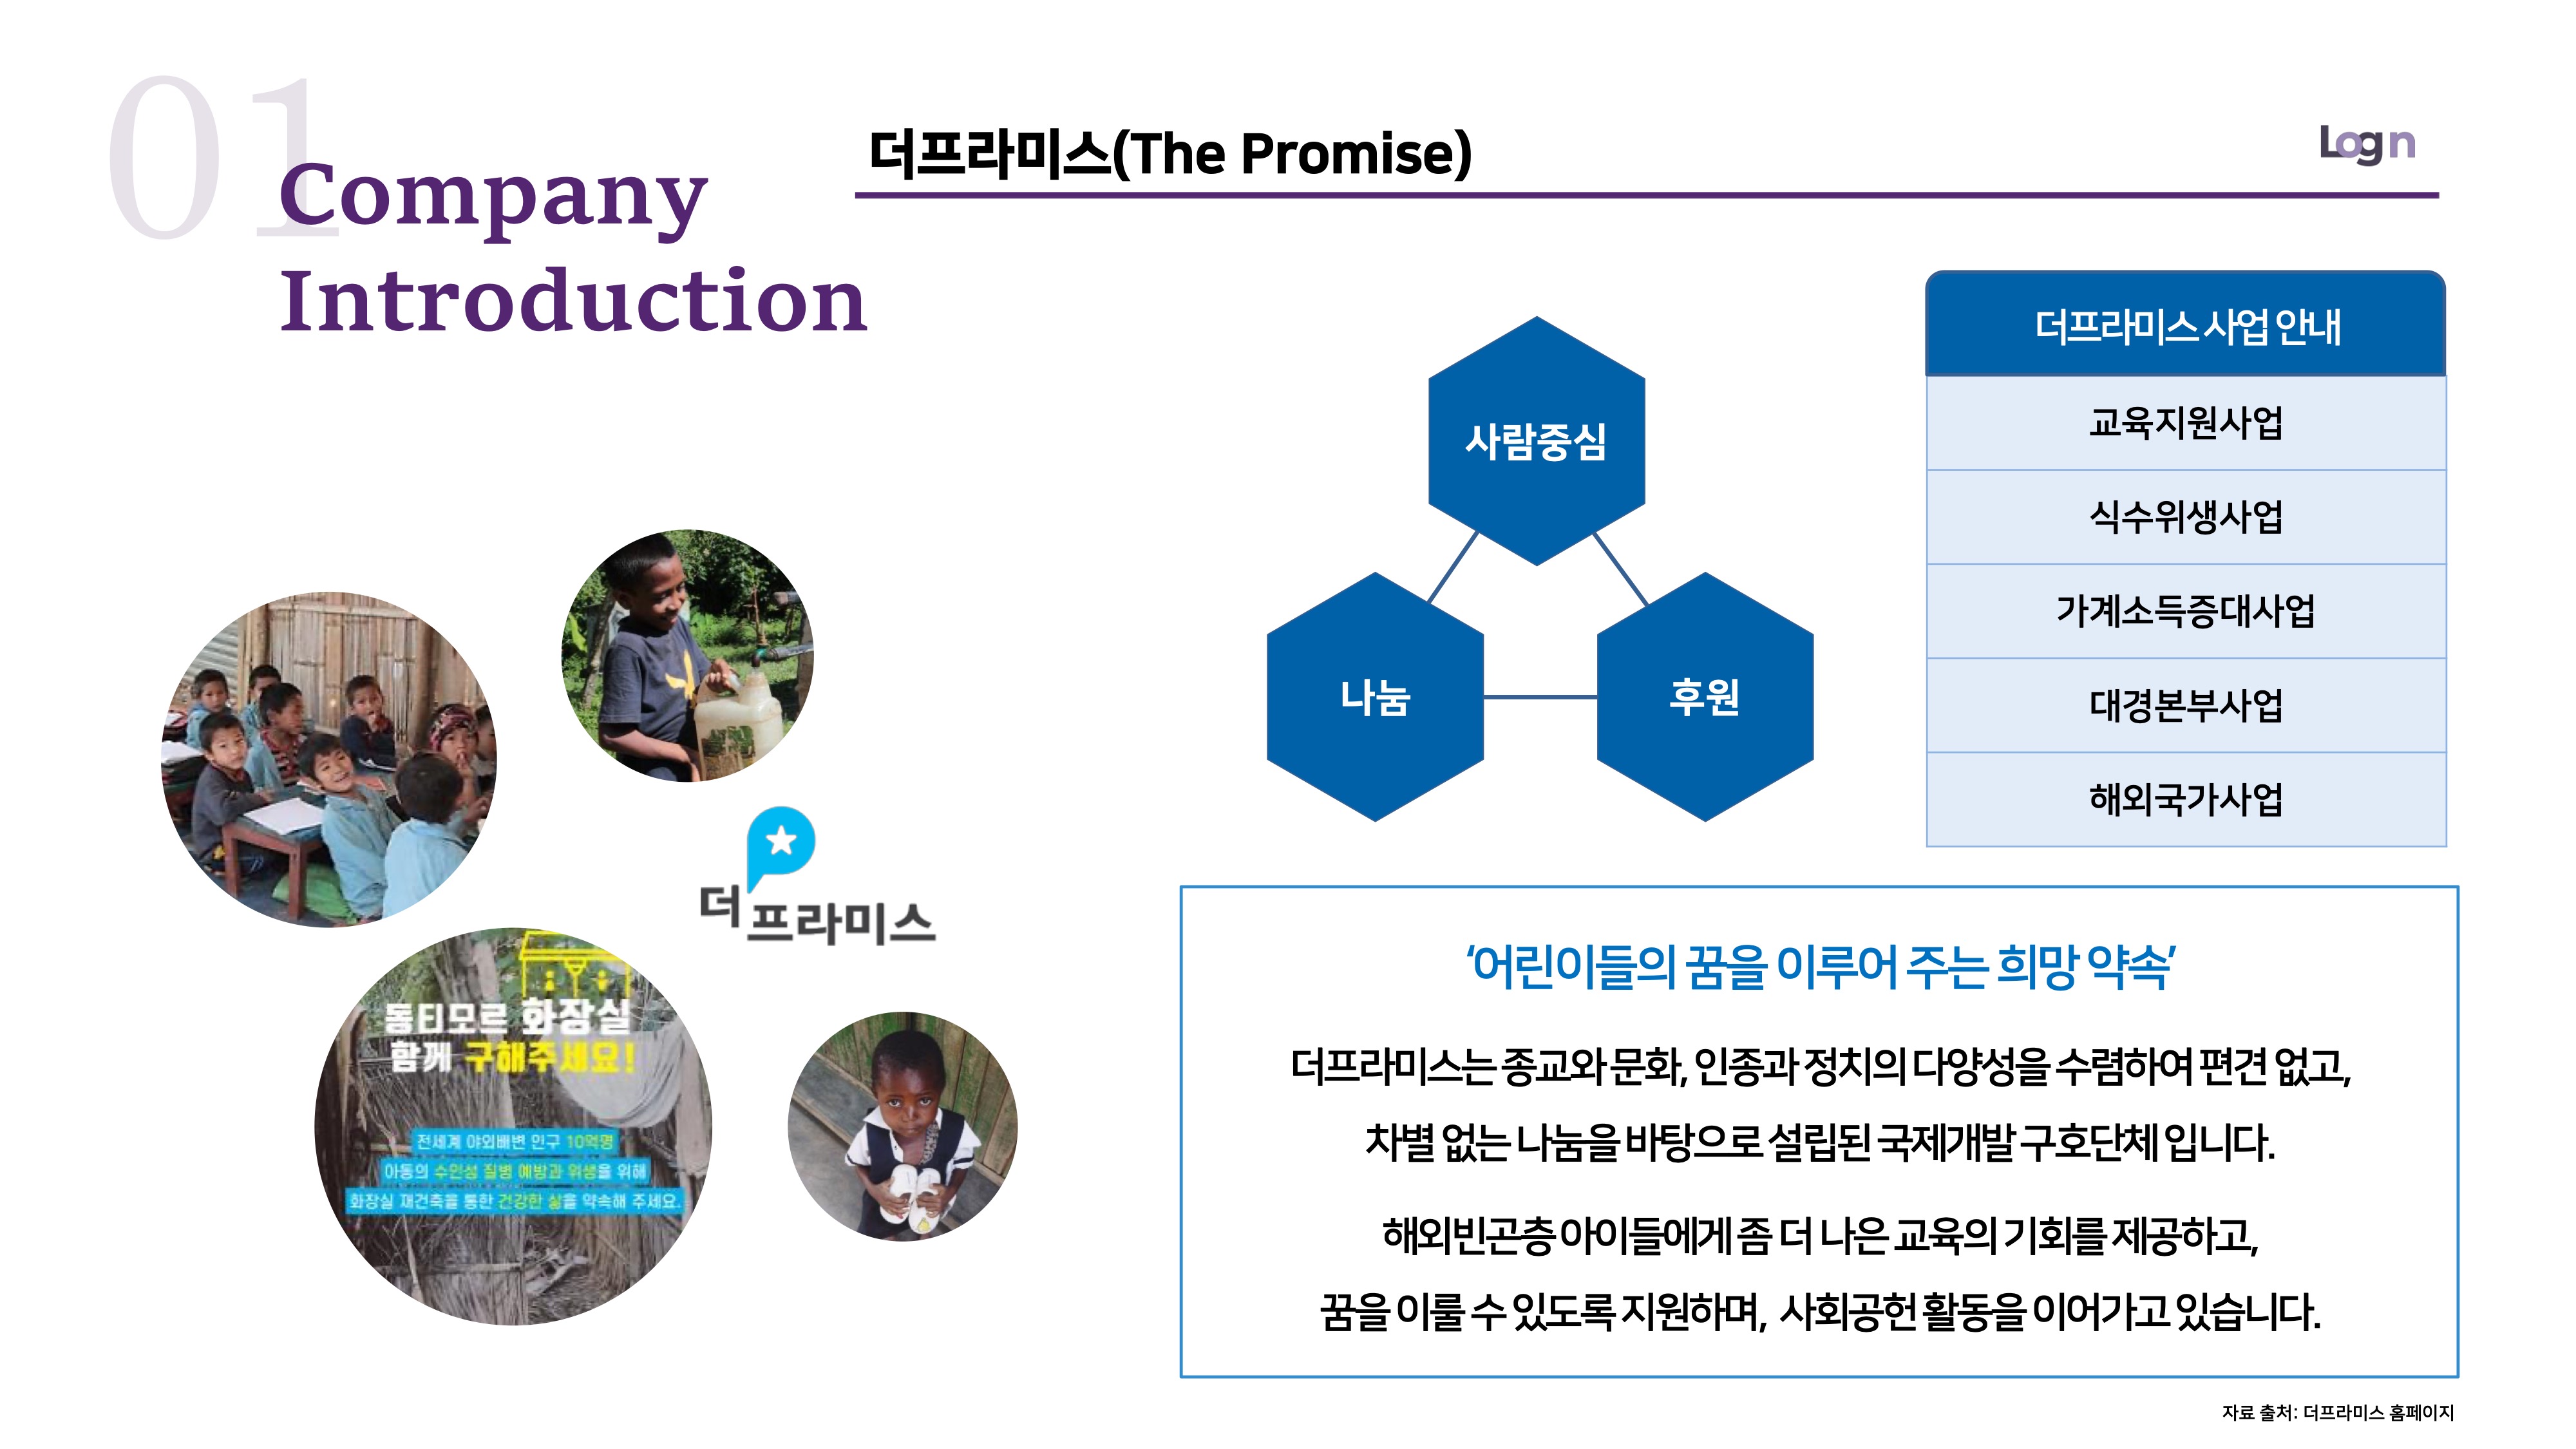 01
Company
Introduction
더프라미스(The Promise)
Logn
사람중심
나눔
후원
더프라미스 사업 안내
교육지원사업
식수위생사업
가계소득증대사업
대경본부사업
해외국가사업
더프라미스
동티모르 화장실
함께 구해주세요!
전세계 야외배변 인구 10억명
아동의 수인성 질병 예방과 위생을 위해
화장실 재건축을 통한 건강한 삶을 약속해 주세요.
‘어린이들의 꿈을 이루어 주는 희망 약속’
더프라미스는 종교와 문화, 인종과 정치의 다양성을 수렴하여 편견 없고,
차별 없는 나눔을 바탕으로 설립된 국제개발 구호단체 입니다.
해외빈곤층 아이들에게 좀 더 나은 교육의 기회를 제공하고,
꿈을 이룰 수 있도록 지원하며, 사회공헌 활동을 이어가고 있습니다.
자료 출처: 더프라미스 홈페이지